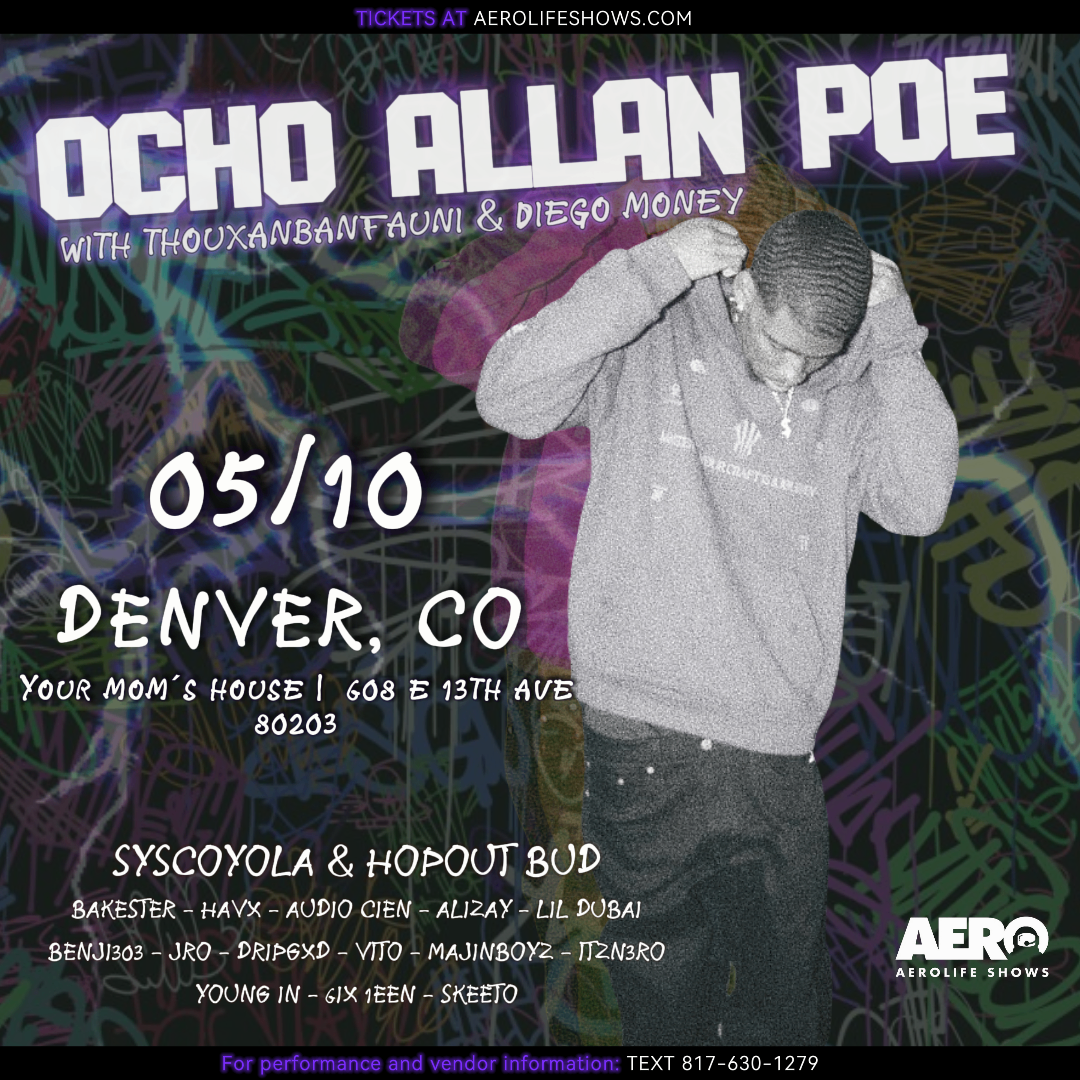 TICKETS AT AEROLIFESHOWS.COM
OCHO ALLAN POE
WITH THOUXANBANFAUNI & DIEGO MONEY
05/10
DENVER, CO
YOUR MOM´S HOUSE | 608 E 13TH AVE
80203
SYSCOYOLA & HOPOUT BUD
BAKESTER - HAVX - AUDIO CIEN - ALIZAY - LIL DUBAI
BENJI303 - JRO - DRIPGXD - VITO - MAJINBOYZ - ITZN3RO
YOUNG IN - 6IX 1EEN - SKEETO
AERO
AEROLIFE SHOWS
For performance and vendor information: TEXT 817-630-1279